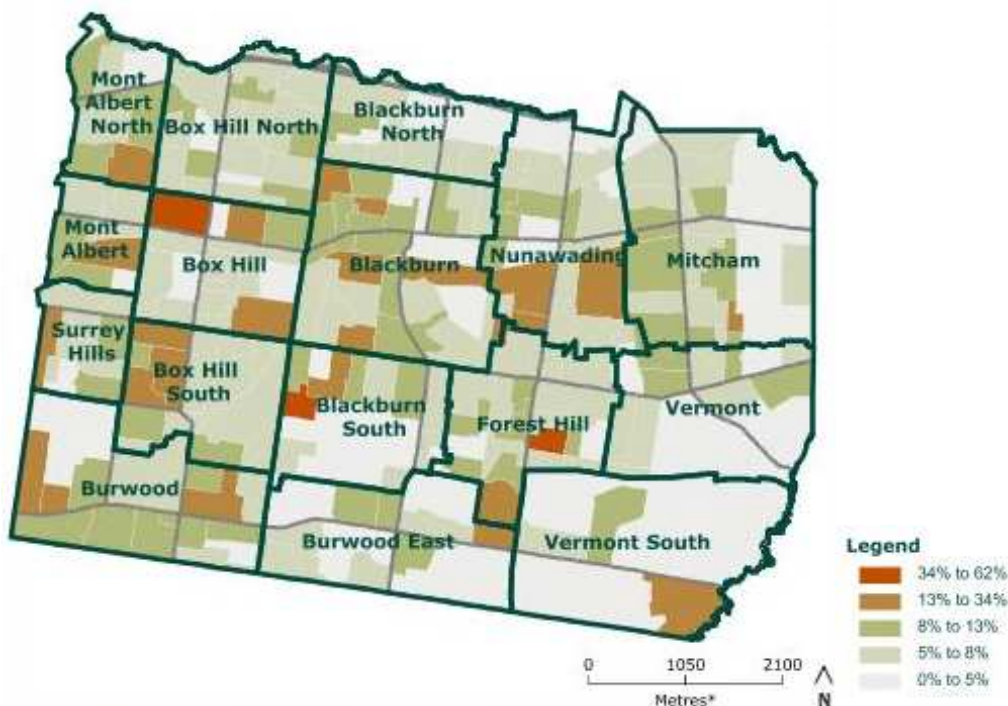 Mont
Albert
North
Box Hill North
Blackburn
North
Mont
Albert
Box Hill
Blackburn
Nunawading
Mitcham
Surrey
Hills
Box Hill
South
Blackburn
South
Forest Hill
Vermont
Burwood
Burwood East
Vermont South
Legend
34% to 62%
13% to 34%
8% to 13%
5% to 8%
0% to 5%
0 1050 2100
Metres*
N